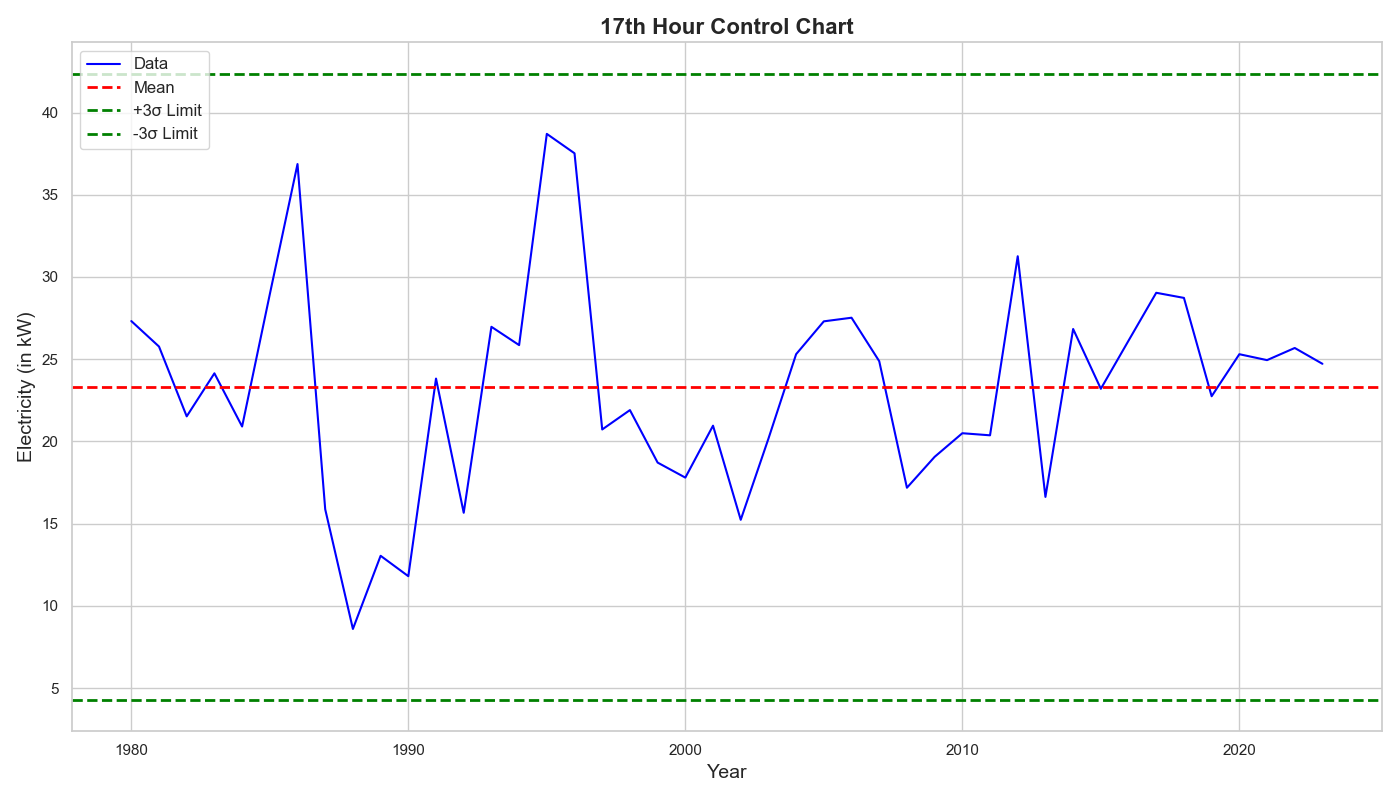 17th Hour Control Chart
Data
Mean
+3σ Limit
-3σ Limit
Electricity (in kW)
40
35
30
25
20
15
10
5
1980
1990
2000
2010
2020
Year